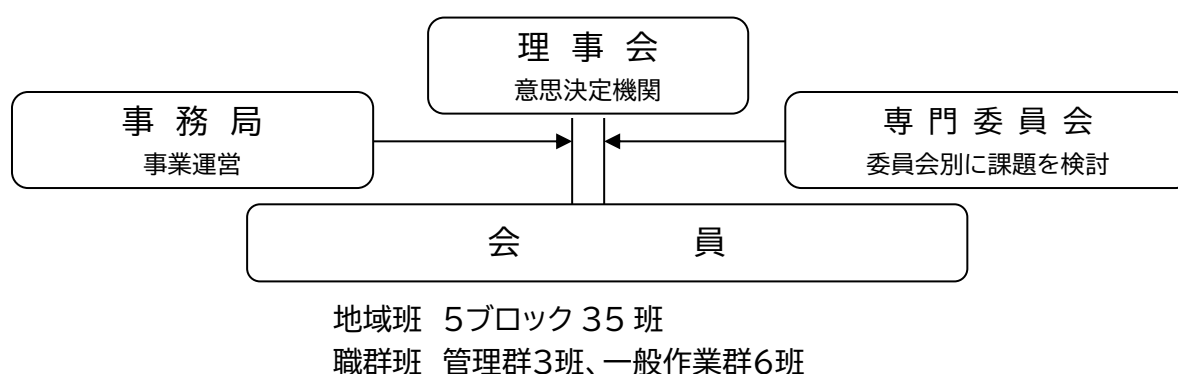 理事会
意思決定機関
事務局
事業運営
専門委員会
委員会別に課題を検討
会員
地域班 5ブロック 35 班
職群班 管理群3班、一般作業群6班